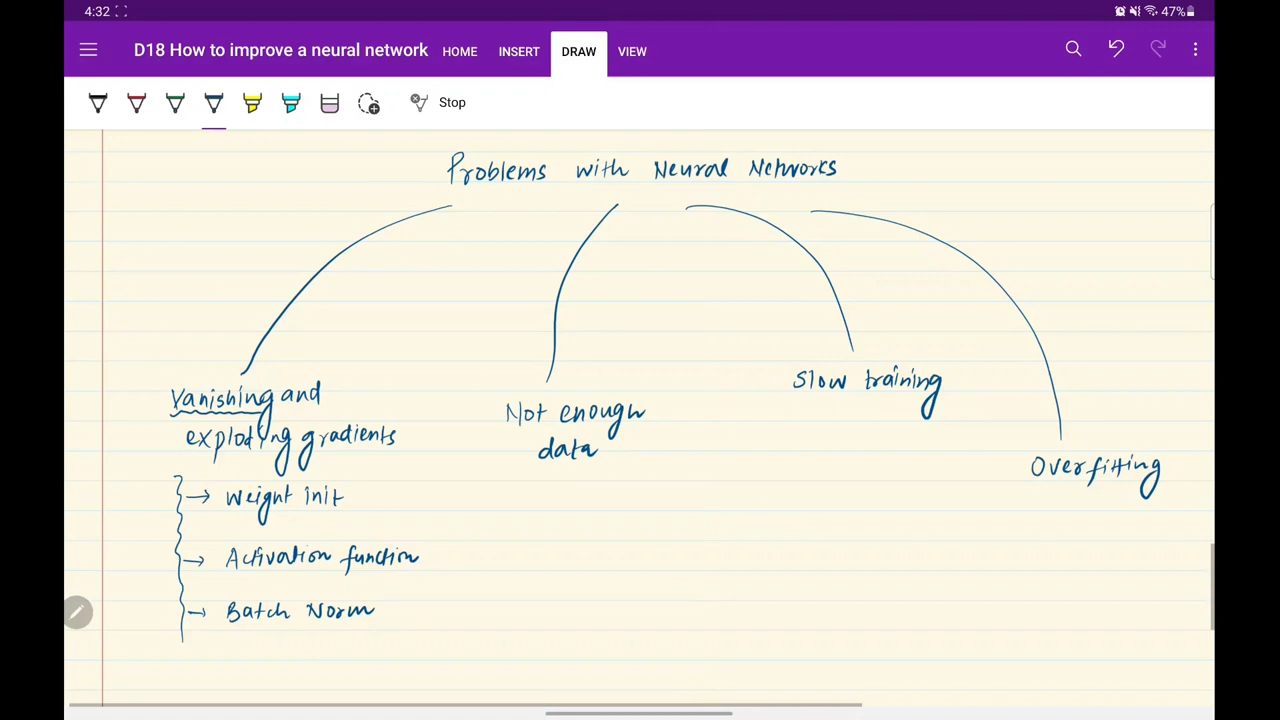 4:32
47%
D18 How to improve a neural network
HOME
INSERT
DRAW
VIEW
Stop
Problems with Neural Networks
Vanishing and
exploding gradients
→ Weight init
→ Activation function
→ Batch Norm
Not enough
data
Slow training
Overfitting